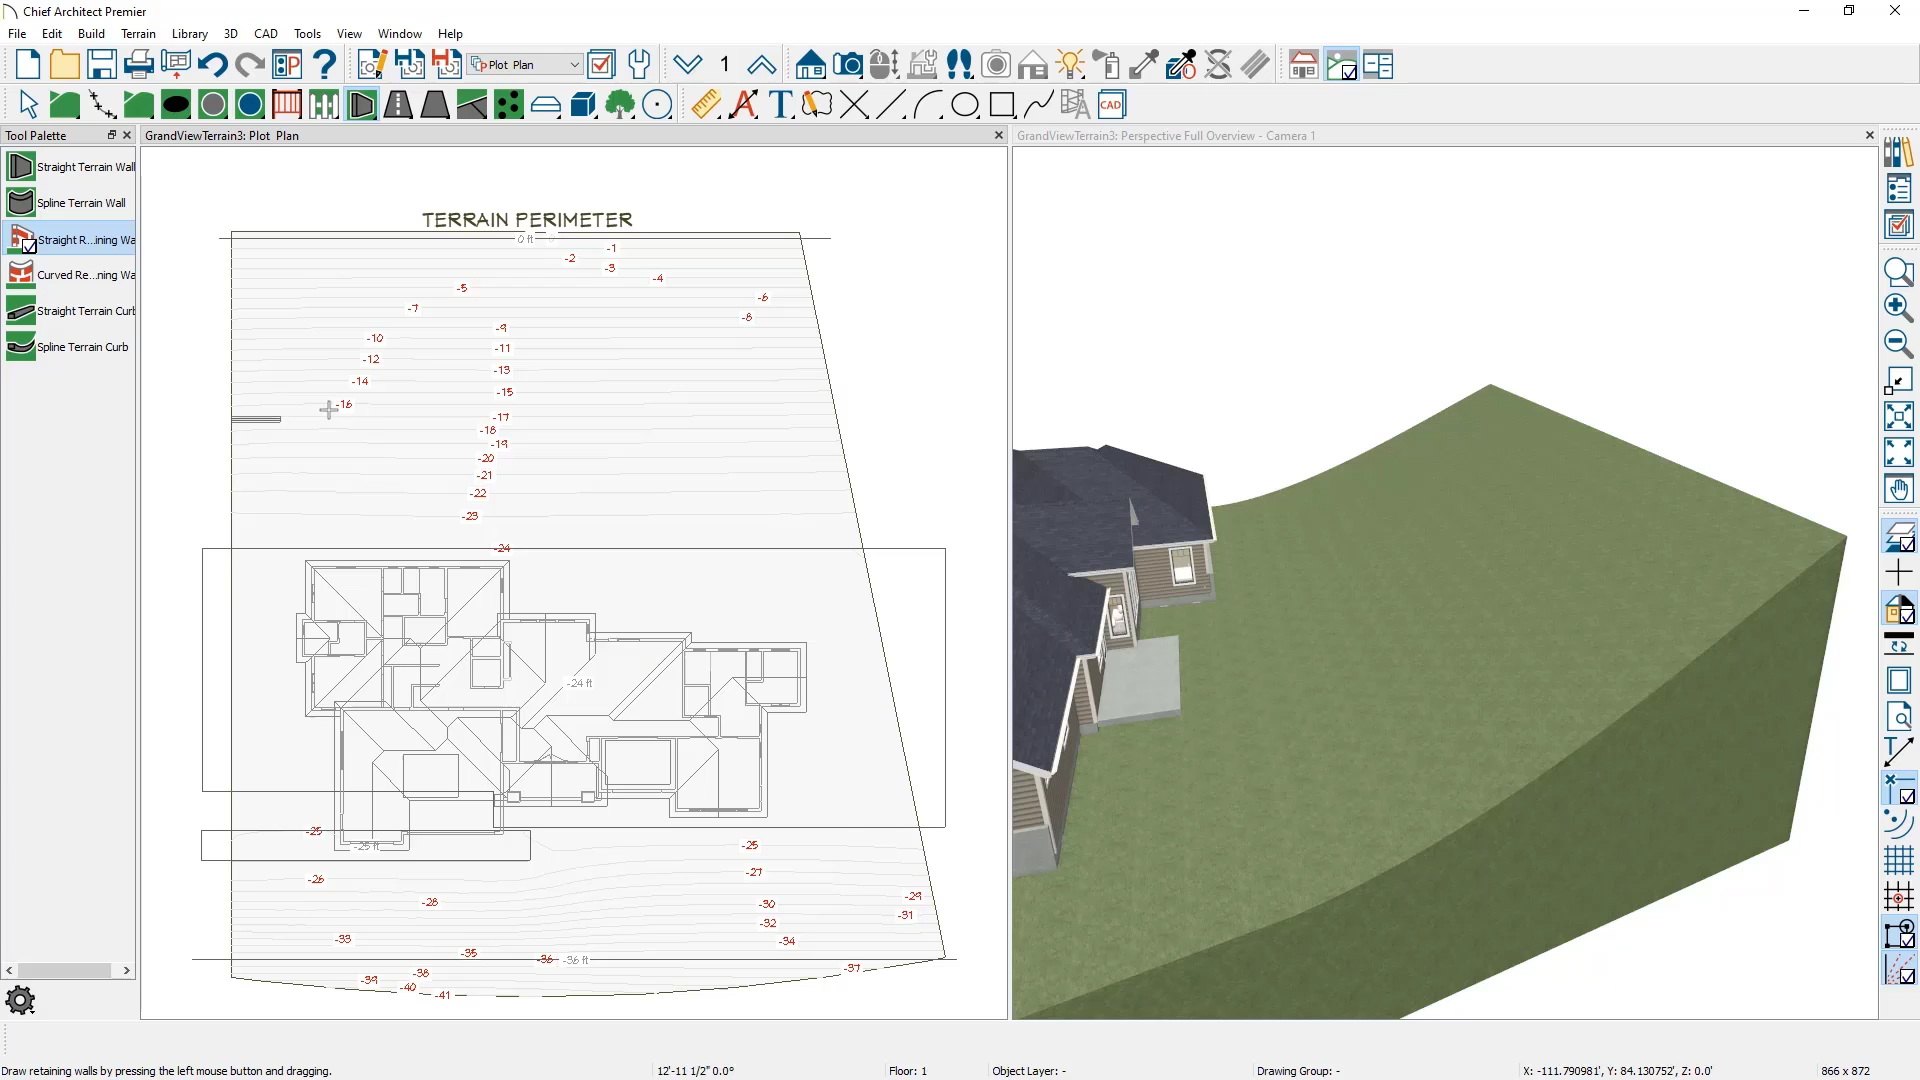 Chief Architect Premier
File Edit Build Terrain Library 3D CAD Tools View Window Help
Plot Plan
1
CAD
Tool Palette
GrandViewTerrain3: Plot Plan
GrandViewTerrain3: Perspective Full Overview - Camera 1
Straight Terrain Wall
Spline Terrain Wall
Straight R...ining Wa
Curved Re...ning Wa
Straight Terrain Curb
Spline Terrain Curb
TERRAIN PERIMETER
0 ft
-1
-2
-3
-4
-5
-6
-7
-8
-9
-10
-11
-12
-13
-14
-15
-16
-17
-18
-19
-20
-21
-22
-23
-24
-24 ft
-25
-25 ft
-25
-26
-27
-28
-29
-30
-31
-32
-33
-34
-35
-36
-36 ft
-37
-38
-39
-40
-41
Draw retaining walls by pressing the left mouse button and dragging.
12'-11 1/2" 0.0°
Floor: 1
Object Layer: -
Drawing Group: -
X: -111.790981', Y: 84.130752', Z: 0.0'
866 x 872